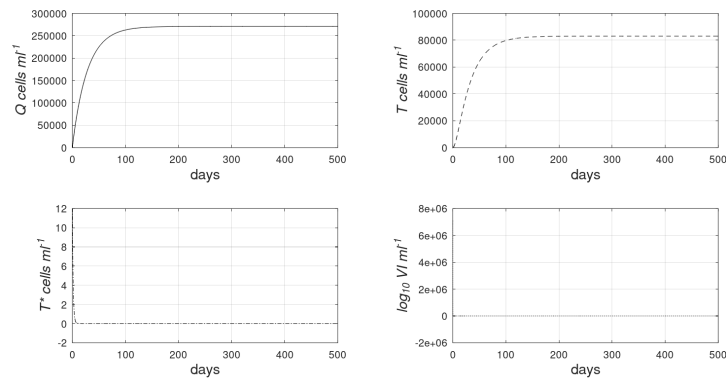 300000
250000
200000
150000
100000
50000
0
Q cells ml-1
0 100 200 300 400 500
days
100000
80000
60000
40000
20000
0
T cells ml-1
0 100 200 300 400 500
days
12
10
8
6
4
2
0
-2
T* cells ml-1
0 100 200 300 400 500
days
8e+06
6e+06
4e+06
2e+06
0
-2e+06
log10 VI ml-1
0 100 200 300 400 500
days